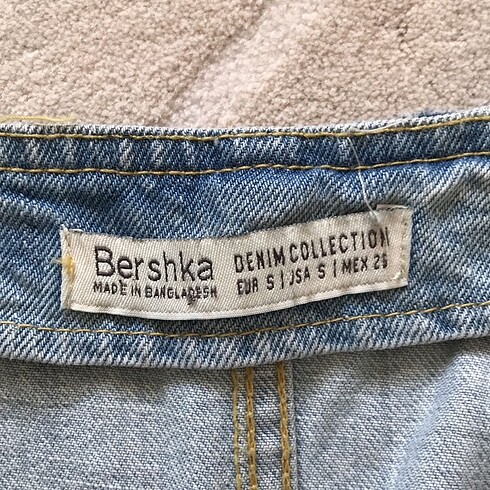 Bershka
MADE IN BANGLADESH
DENIM COLLECTION
EUR S | USA S | MEX 26